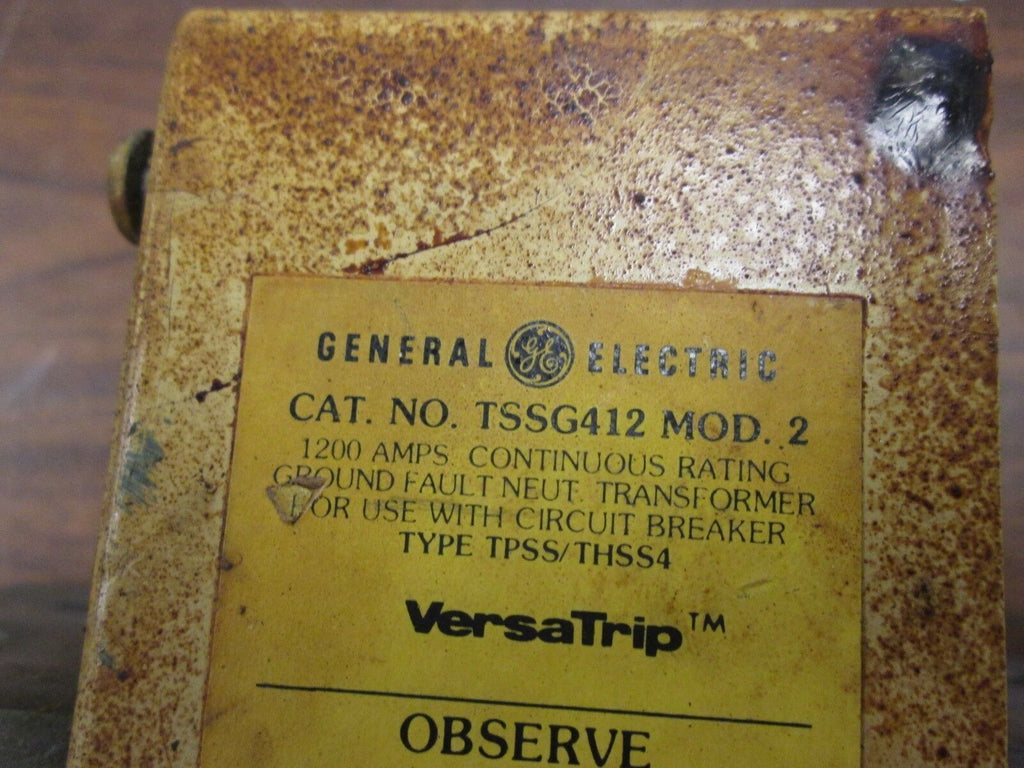 GENERAL GE ELECTRIC
CAT. NO. TSSG412 MOD. 2
1200 AMPS. CONTINUOUS RATING
GROUND FAULT NEUT. TRANSFORMER
FOR USE WITH CIRCUIT BREAKER
TYPE TPSS/THSS4
VersaTrip™
OBSERVE